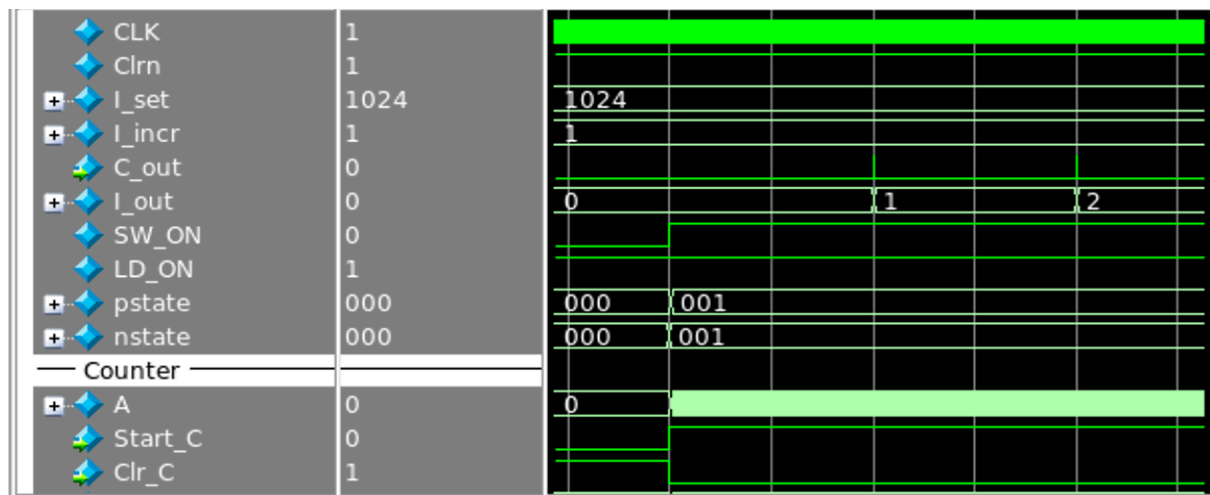 CLK 1
Clrn 1
I_set 1024 1024
I_incr 1 1
C_out 0
I_out 0 0 1 2
SW_ON 0
LD_ON 1
pstate 000 000 001
nstate 000 000 001
Counter
A 0 0
Start_C 0
Clr_C 1